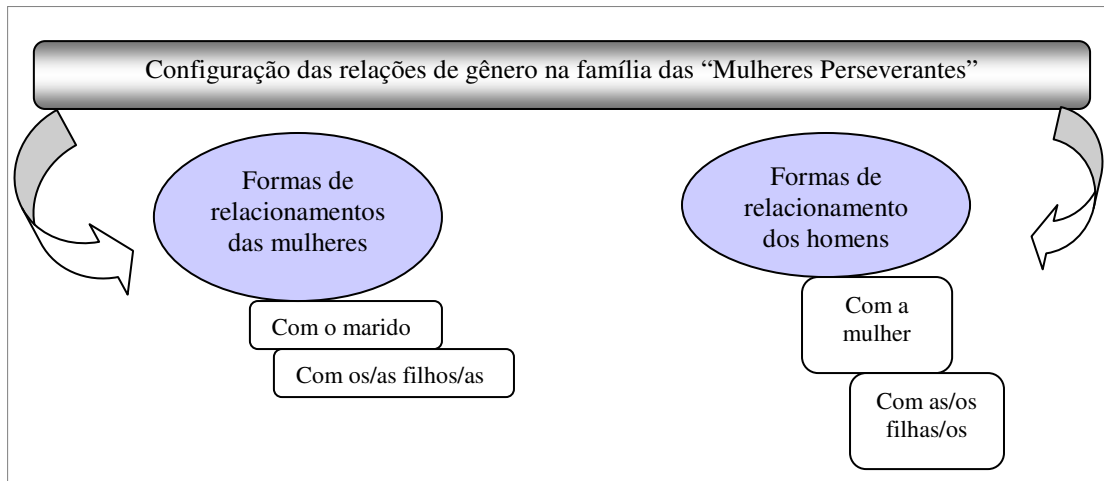 Configuração das relações de gênero na família das “Mulheres Perseverantes”
Formas de
relacionamentos
das mulheres
Com o marido
Com os/as filhos/as
Formas de
relacionamento
dos homens
Com a
mulher
Com as/os
filhas/os